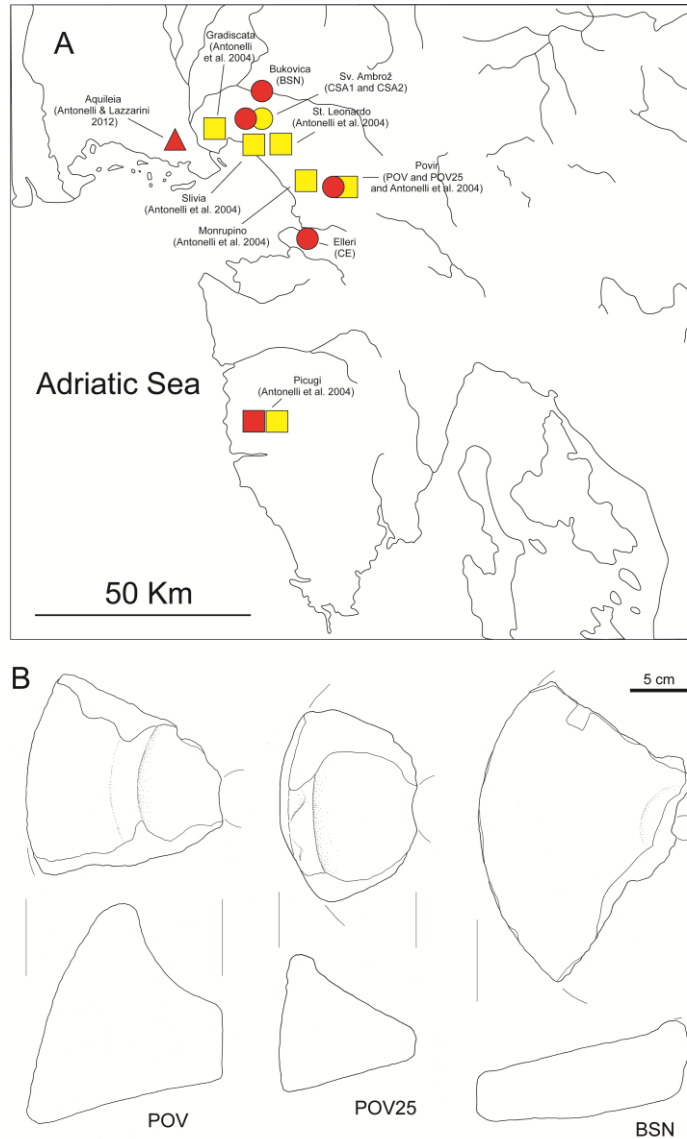 A
Gradiscata
(Antonelli
et al. 2004)
Bukovica
(BSN)
Sv. Ambrož
(CSA1 and CSA2)
Aquileia
(Antonelli & Lazzarini
2012)
St. Leonardo
(Antonelli et al. 2004)
Povir
(POV and POV25
and Antonelli et al. 2004)
Slivia
(Antonelli et al. 2004)
Monrupino
(Antonelli et al. 2004)
Elleri
(CE)
Adriatic Sea
Picugi
(Antonelli et al. 2004)
50 Km
B
5 cm
POV
POV25
BSN